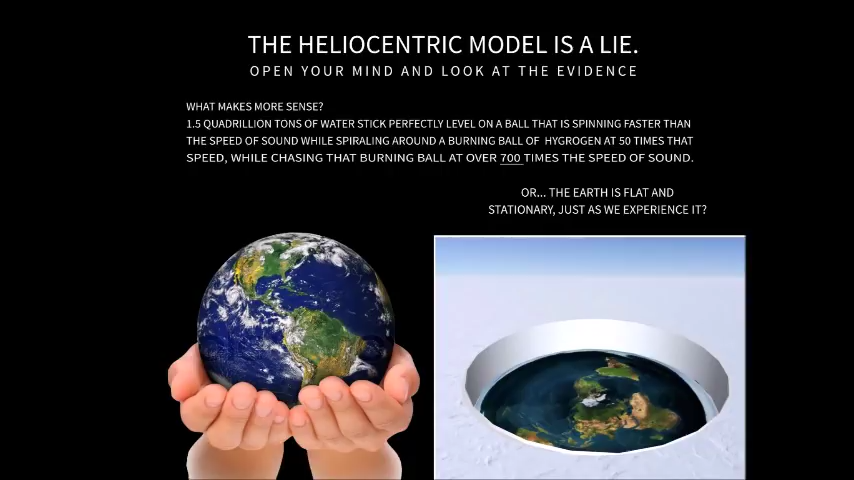 THE HELIOCENTRIC MODEL IS A LIE.
OPEN YOUR MIND AND LOOK AT THE EVIDENCE
WHAT MAKES MORE SENSE?
1.5 QUADRILLION TONS OF WATER STICK PERFECTLY LEVEL ON A BALL THAT IS SPINNING FASTER THAN
THE SPEED OF SOUND WHILE SPIRALING AROUND A BURNING BALL OF HYGROGEN AT 50 TIMES THAT
SPEED, WHILE CHASING THAT BURNING BALL AT OVER 700 TIMES THE SPEED OF SOUND.
OR... THE EARTH IS FLAT AND
STATIONARY, JUST AS WE EXPERIENCE IT?